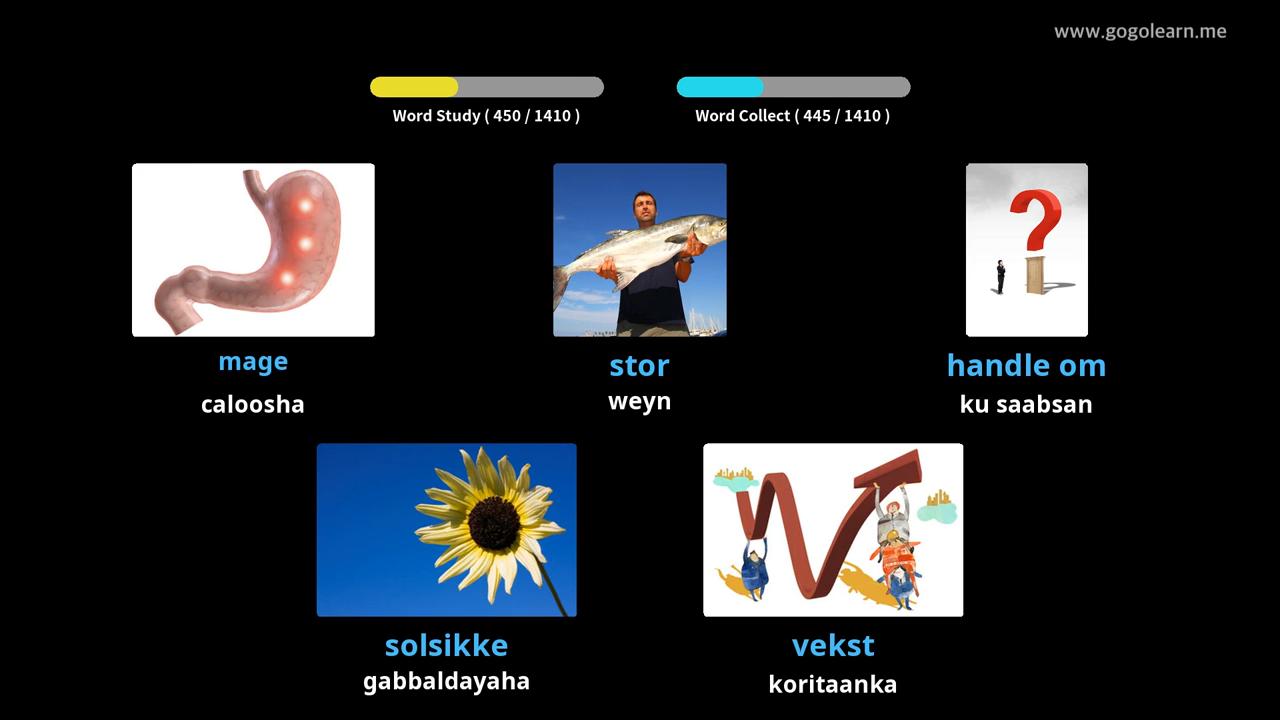 www.gogolearn.me
Word Study ( 450 / 1410 )
Word Collect ( 445 / 1410 )
mage
stor
handle om
caloosha
weyn
ku saabsan
solsikke
vekst
gabbaldayaha
koritaanka